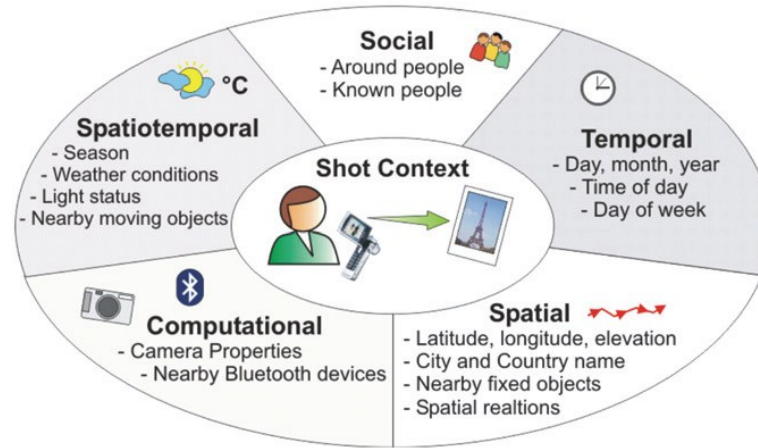 Social
- Around people
- Known people
°C
Spatiotemporal
- Season
- Weather conditions
- Light status
- Nearby moving objects
Temporal
- Day, month, year
- Time of day
- Day of week
Shot Context
Computational
- Camera Properties
- Nearby Bluetooth devices
Spatial
- Latitude, longitude, elevation
- City and Country name
- Nearby fixed objects
- Spatial realtions